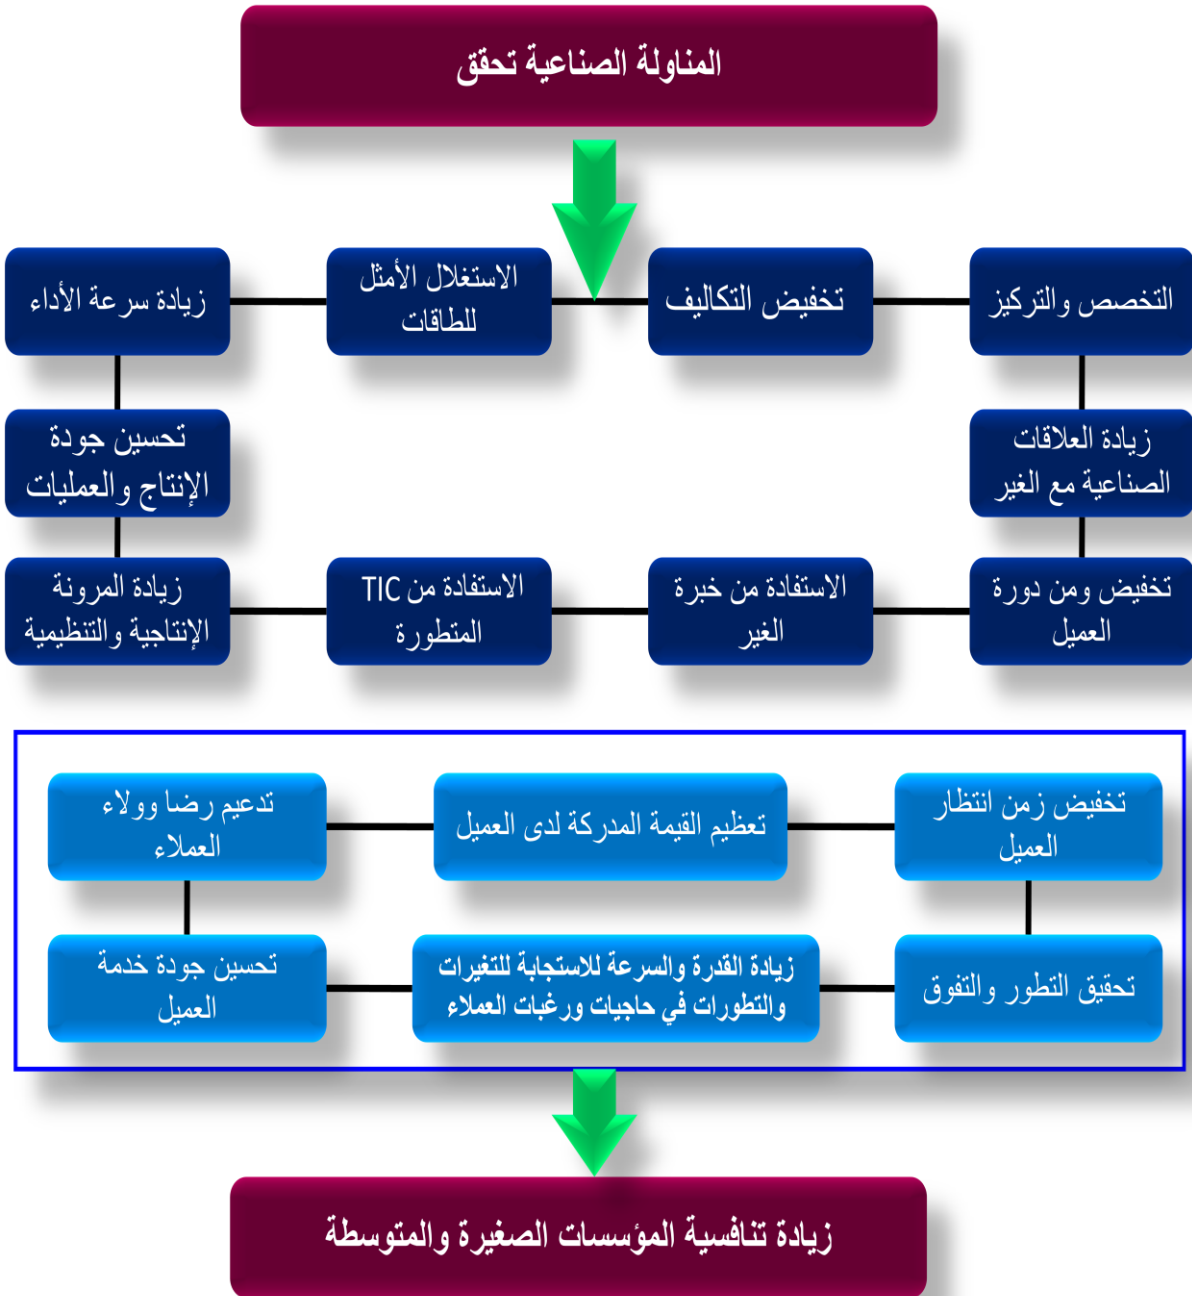 المناولة الصناعية تحقق
التخصص والتركيز
تخفيض التكاليف
الاستغلال الأمثل
للطاقات
زيادة سرعة الأداء
زيادة العلاقات
الصناعية مع الغير
تحسين جودة
الإنتاج والعمليات
تخفيض ومن دورة
العميل
الاستفادة من خبرة
الغير
الاستفادة من TIC
المتطورة
زيادة المرونة
الإنتاجية والتنظيمية
تخفيض زمن انتظار
العميل
تعظيم القيمة المدركة لدى العميل
تدعيم رضا وولاء
العملاء
تحقيق التطور والتفوق
زيادة القدرة والسرعة للاستجابة للتغيرات
والتطورات في حاجيات ورغبات العملاء
تحسين جودة خدمة
العميل
زيادة تنافسية المؤسسات الصغيرة والمتوسطة